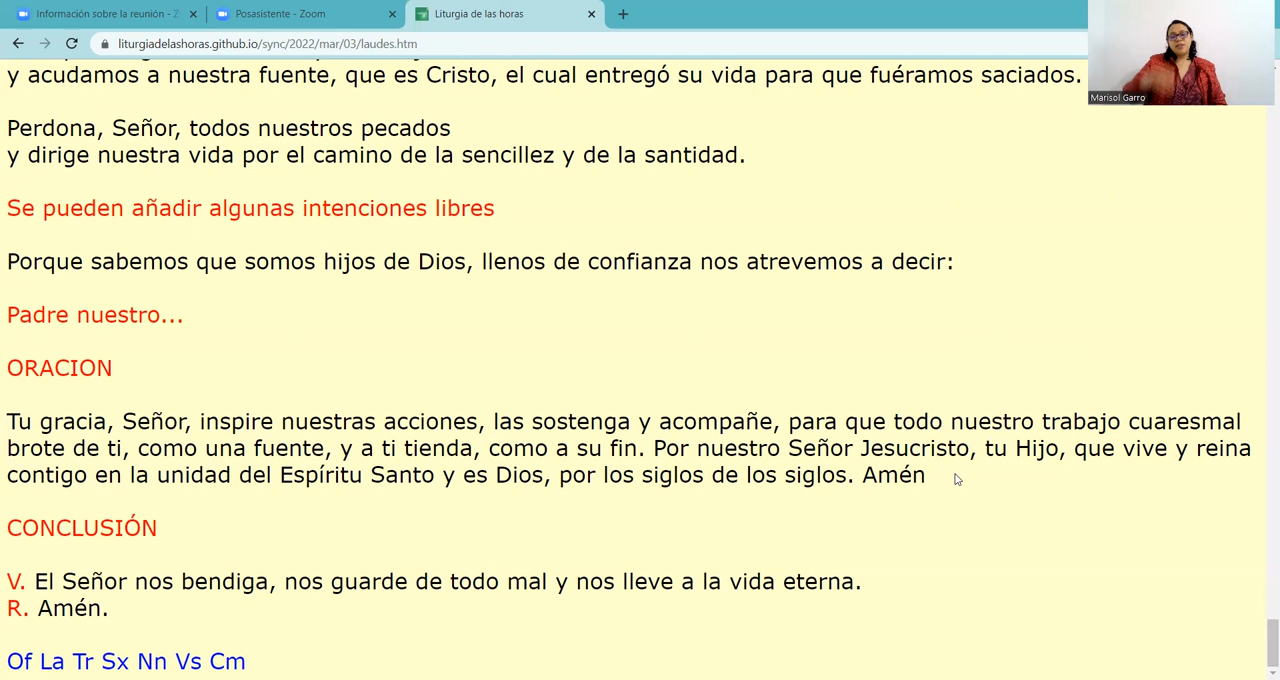 Información sobre la reunión - Z
Posasistente - Zoom
Liturgia de las horas
liturgiadelashoras.github.io/sync/2022/mar/03/laudes.htm
y acudamos a nuestra fuente, que es Cristo, el cual entregó su vida para que fuéramos saciados.
Marisol Garro
Perdona, Señor, todos nuestros pecados
y dirige nuestra vida por el camino de la sencillez y de la santidad.
Se pueden añadir algunas intenciones libres
Porque sabemos que somos hijos de Dios, llenos de confianza nos atrevemos a decir:
Padre nuestro...
ORACION
Tu gracia, Señor, inspire nuestras acciones, las sostenga y acompañe, para que todo nuestro trabajo cuaresmal
brote de ti, como una fuente, y a ti tienda, como a su fin. Por nuestro Señor Jesucristo, tu Hijo, que vive y reina
contigo en la unidad del Espíritu Santo y es Dios, por los siglos de los siglos. Amén
CONCLUSIÓN
V. El Señor nos bendiga, nos guarde de todo mal y nos lleve a la vida eterna.
R. Amén.
Of La Tr Sx Nn Vs Cm